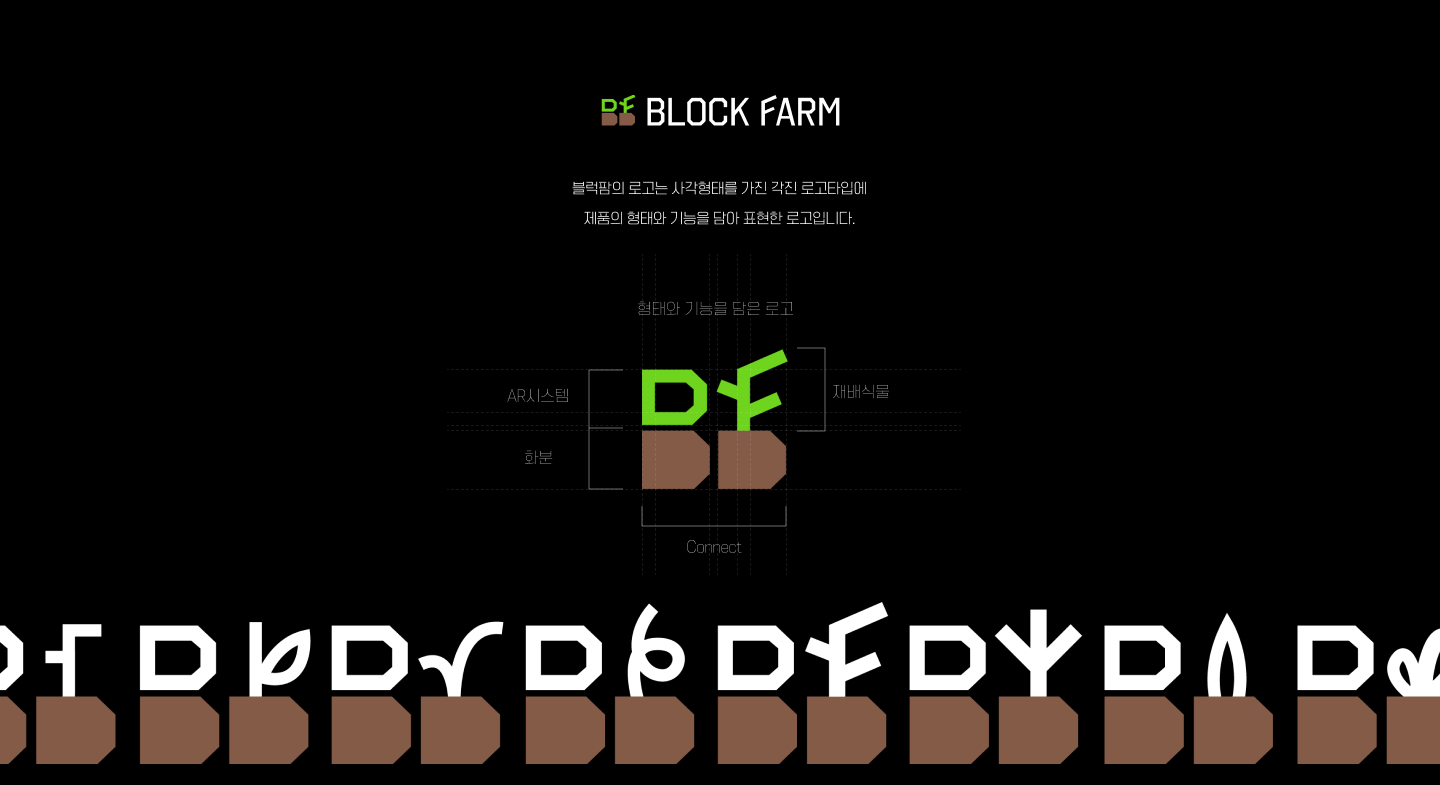 BLOCK FARM
블럭팜의 로고는 사각형태를 가진 각진 로고타입에
제품의 형태와 기능을 담아 표현한 로고입니다.
형태와 기능을 담은 로고
AR시스템
재배식물
화분
Connect